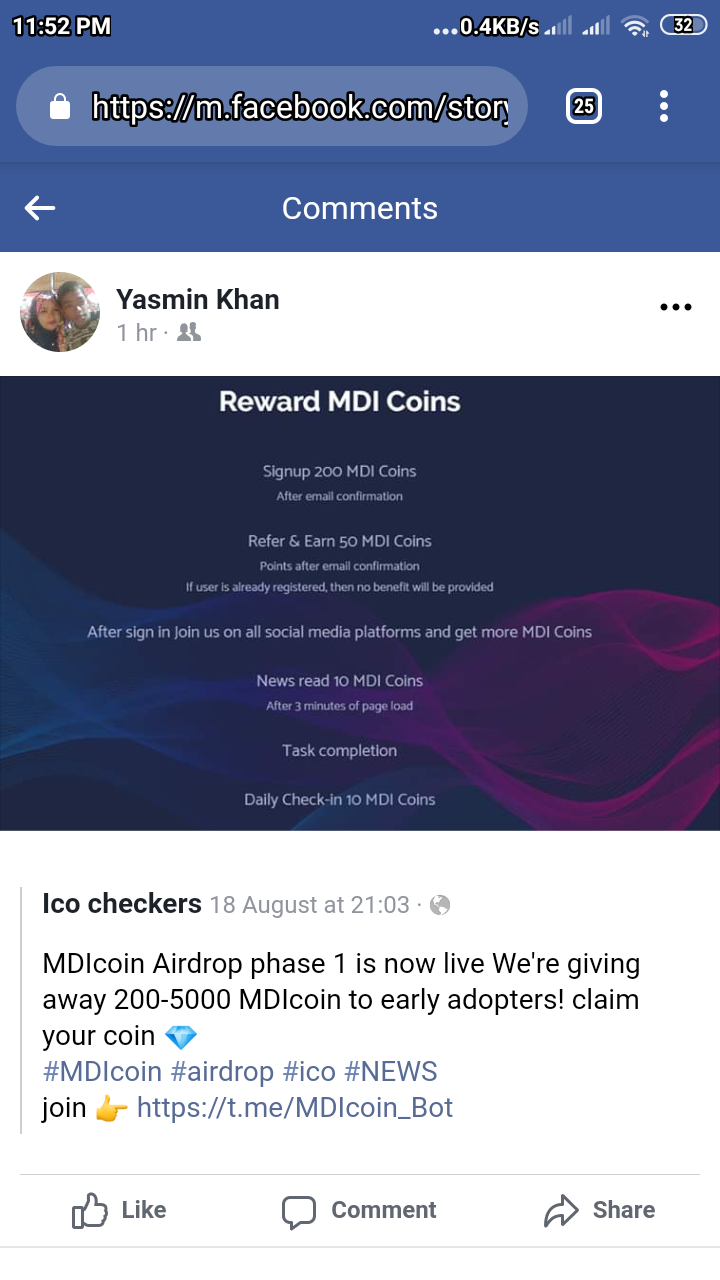 11:52 PM
...0.4KB/s
32
https://m.facebook.com/story
25
Comments
Yasmin Khan
1 hr ·
Reward MDI Coins
Signup 200 MDI Coins
After email confirmation
Refer & Earn 50 MDI Coins
Points after email confirmation
If user is already registered, then no benefit will be provided
After sign in Join us on all social media platforms and get more MDI Coins
News read 10 MDI Coins
After 3 minutes of page load
Task completion
Daily Check-in 10 MDI Coins
Ico checkers 18 August at 21:03 ·
MDIcoin Airdrop phase 1 is now live We're giving
away 200-5000 MDIcoin to early adopters! claim
your coin 💎
#MDIcoin #airdrop #ico #NEWS
join 👉 https://t.me/MDIcoin_Bot
Like
Comment
Share